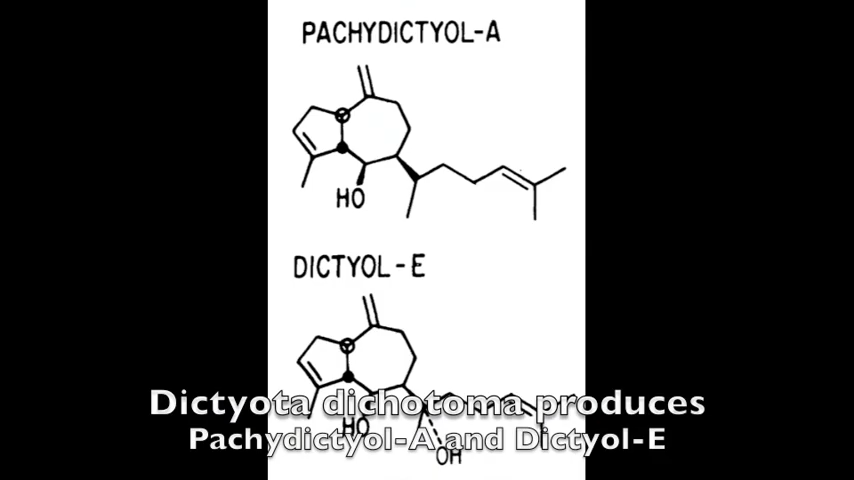 PACHYDICTYOL-A
HO
DICTYOL-E
Dictyota dichotoma produces
HO
Pachydictyol-A and Dictyol-E
OH